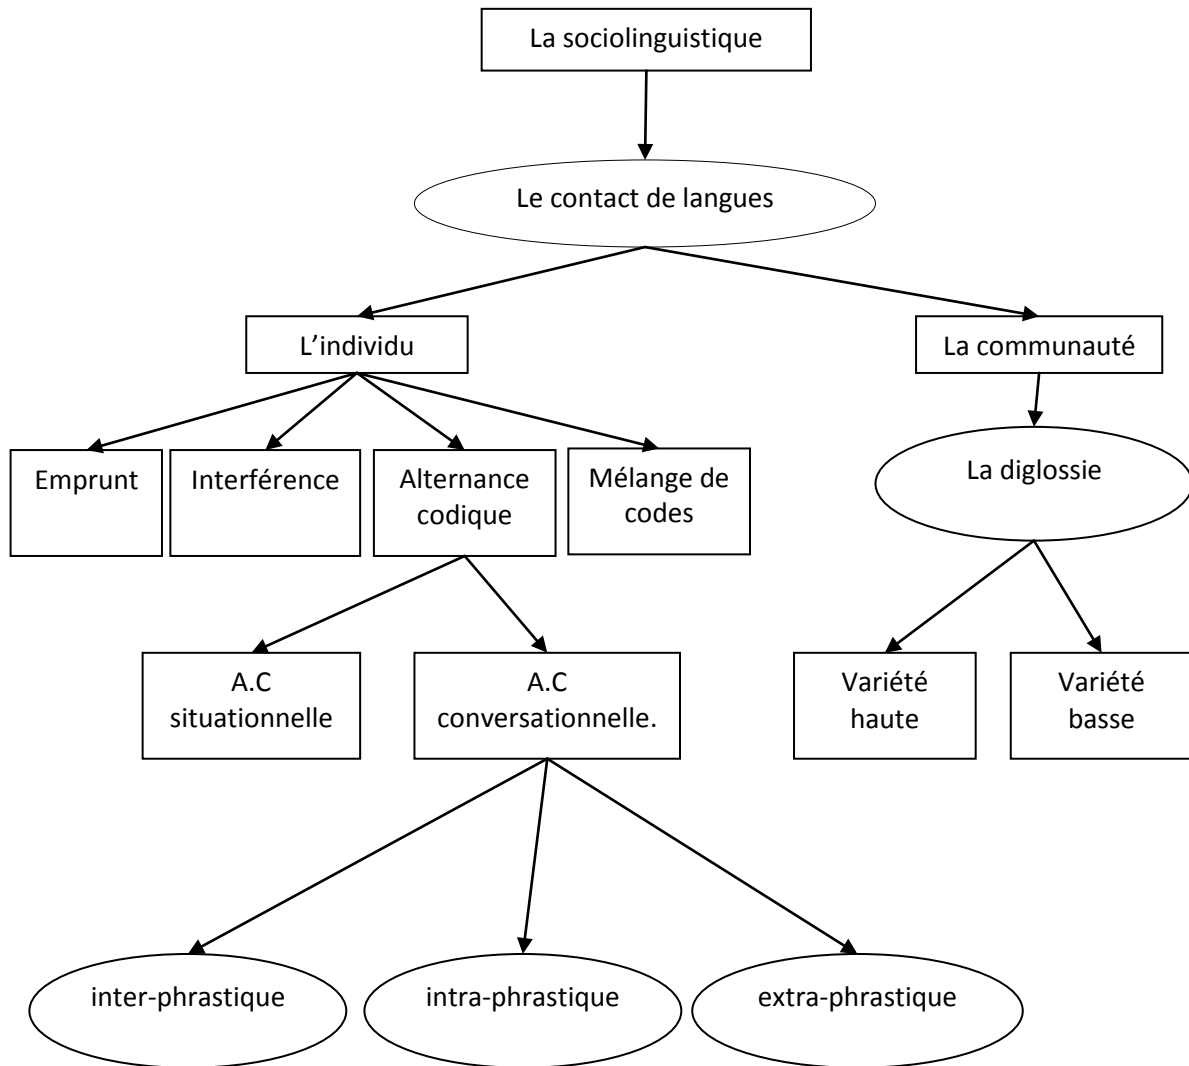 La sociolinguistique
Le contact de langues
L’individu
La communauté
Emprunt
Interférence
Alternance
codique
Mélange de
codes
La diglossie
A.C
situationnelle
A.C
conversationnelle.
Variété
haute
Variété
basse
inter-phrastique
intra-phrastique
extra-phrastique